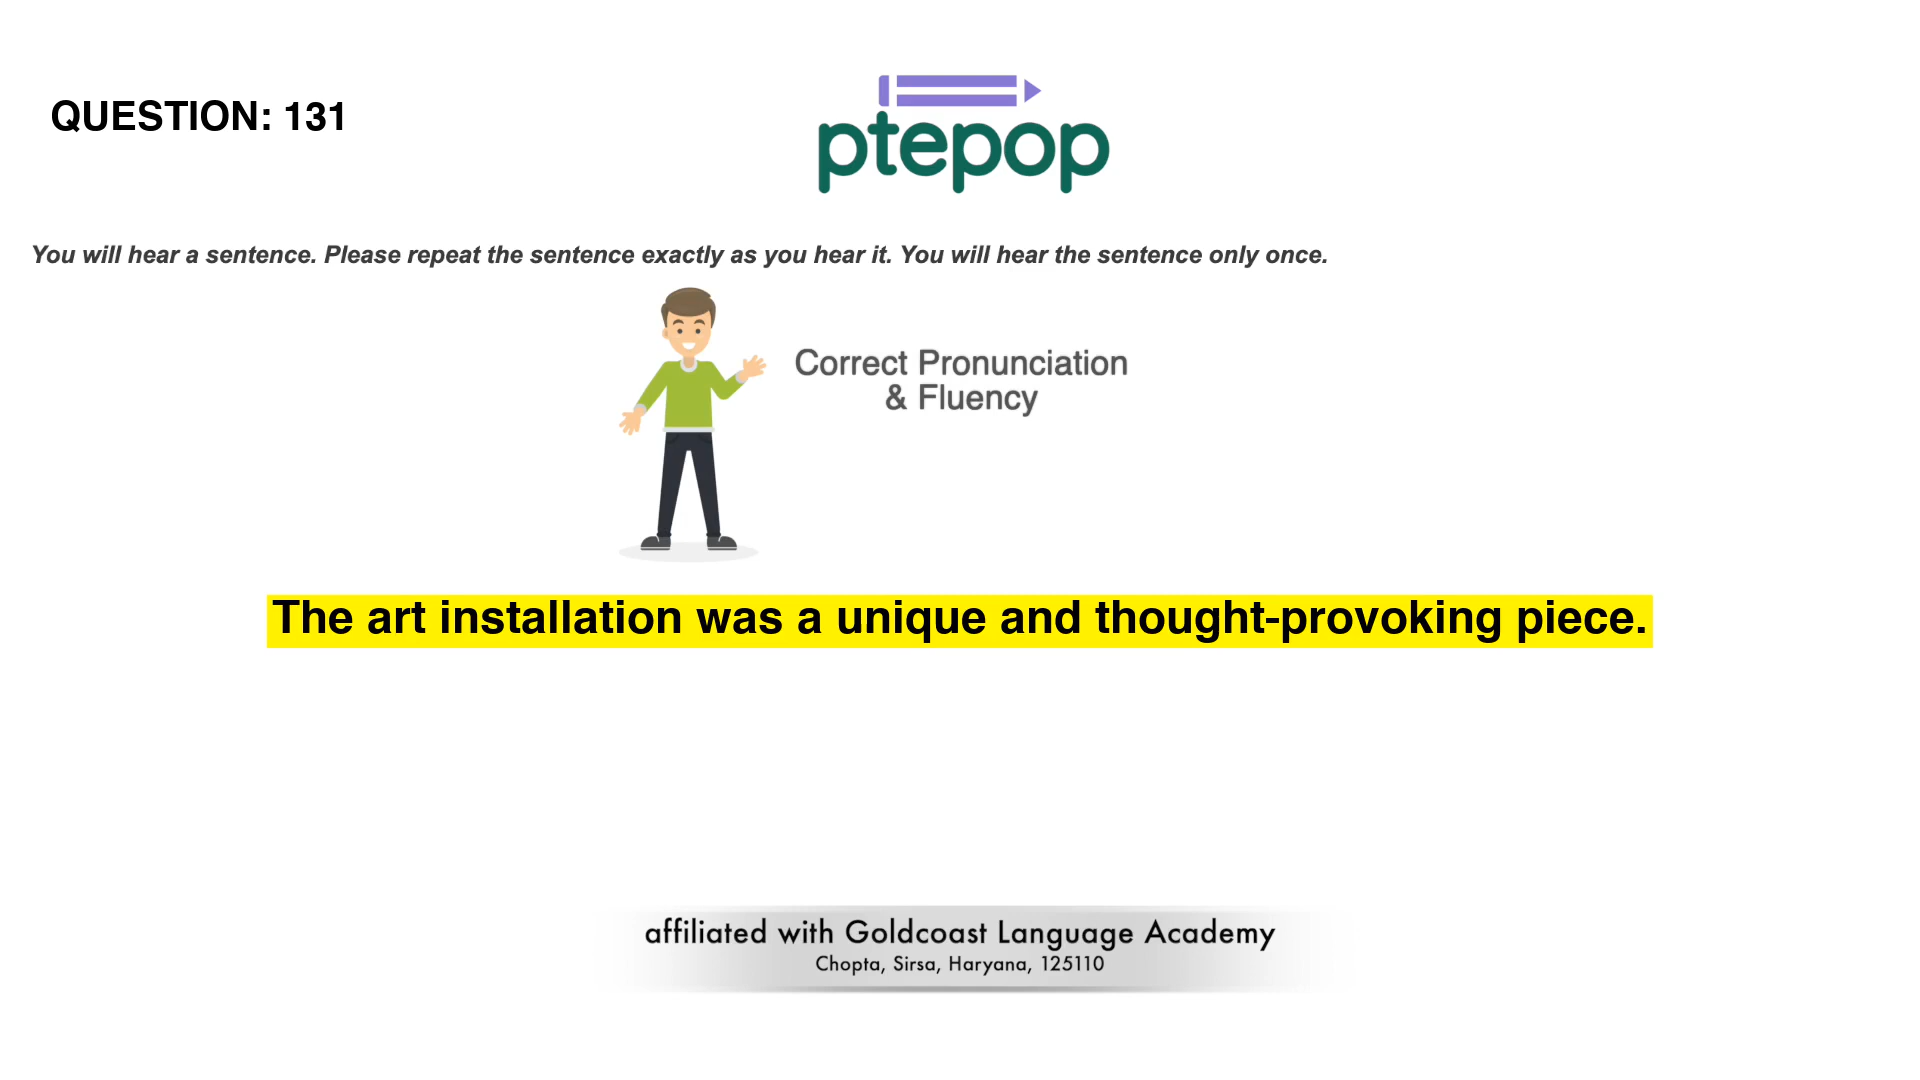 QUESTION: 131
ptepop
You will hear a sentence. Please repeat the sentence exactly as you hear it. You will hear the sentence only once.
Correct Pronunciation
& Fluency
The art installation was a unique and thought-provoking piece.
affiliated with Goldcoast Language Academy
Chopta, Sirsa, Haryana, 125110